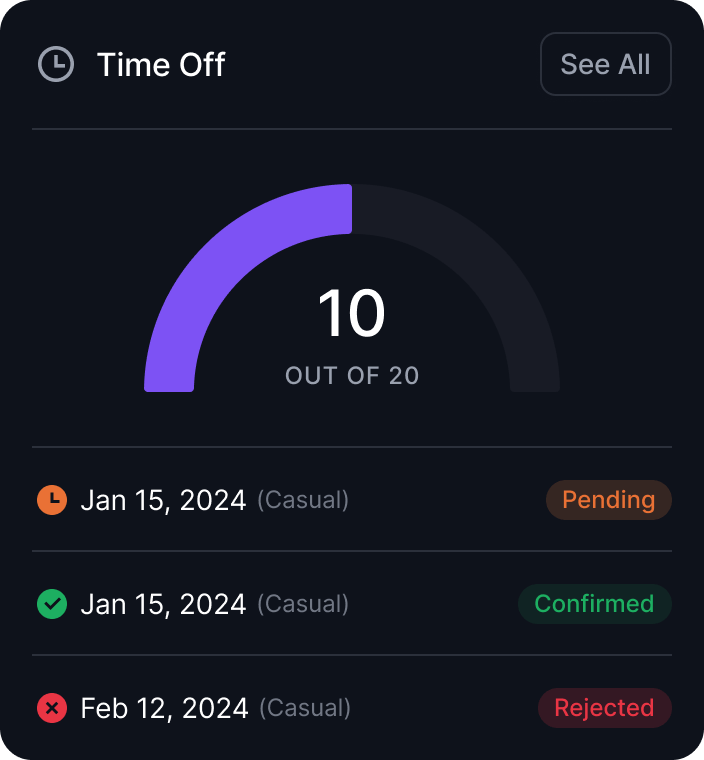 Time Off
See All
10
OUT OF 20
Jan 15, 2024 (Casual) Pending
Jan 15, 2024 (Casual) Confirmed
Feb 12, 2024 (Casual) Rejected